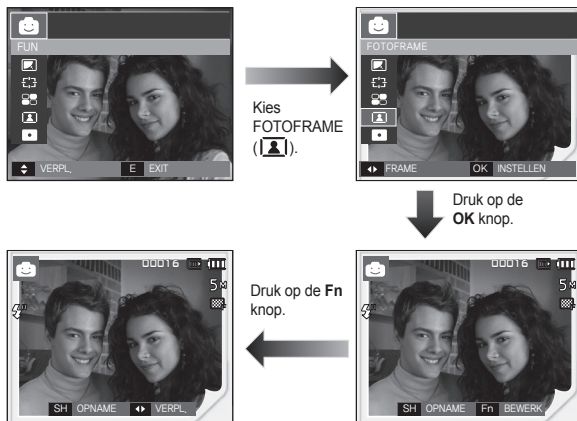 FUN
VERPL,
E EXIT
Kies
FOTOFRAME
( ).
FOTOFRAME
FRAME
OK INSTELLEN
Druk op de
OK knop.
00016
5M
SH OPNAME Fn BEWERK
Druk op de Fn
knop.
00016
5M
SH OPNAME VERPL,